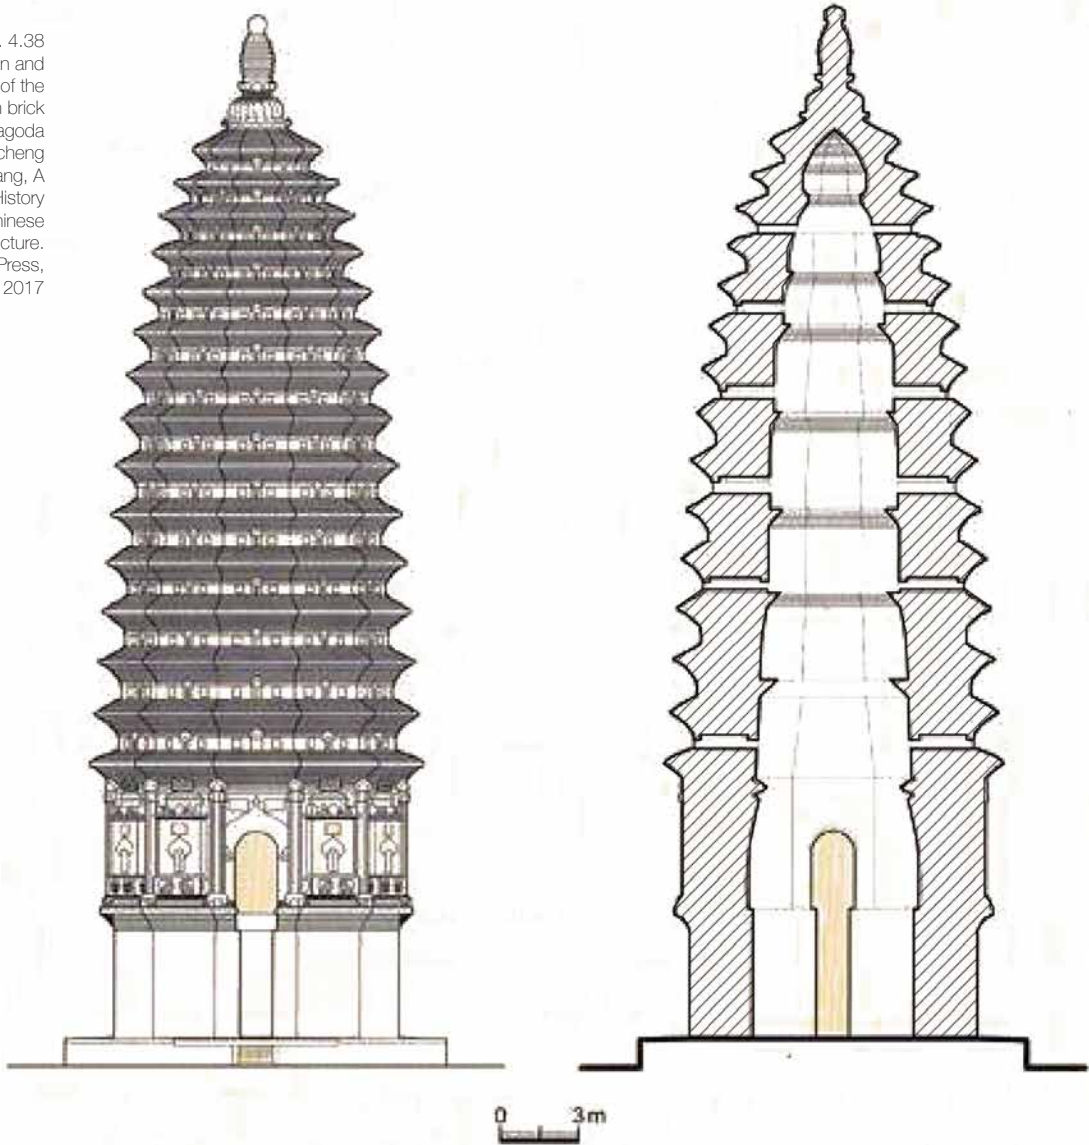 . 4.38
n and
of the
brick
agoda
cheng
ang, A
History
hinese
cture.
Press,
2017
0 3m